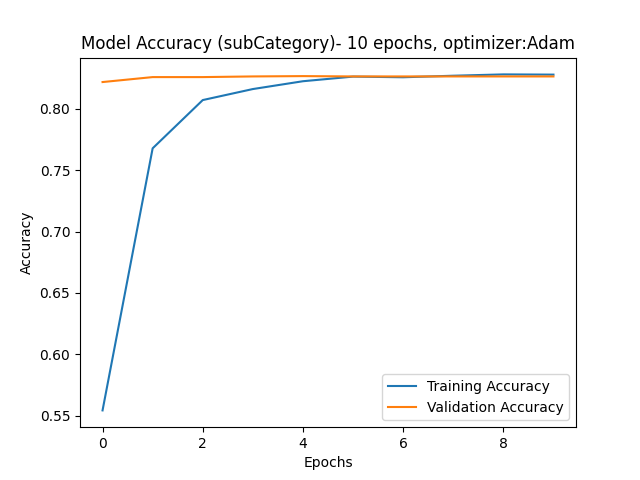 Model Accuracy (subCategory)- 10 epochs, optimizer:Adam
0.80
0.75
0.70
0.65
0.60
0.55
Accuracy
Training Accuracy
Validation Accuracy
0 2 4 6 8
Epochs